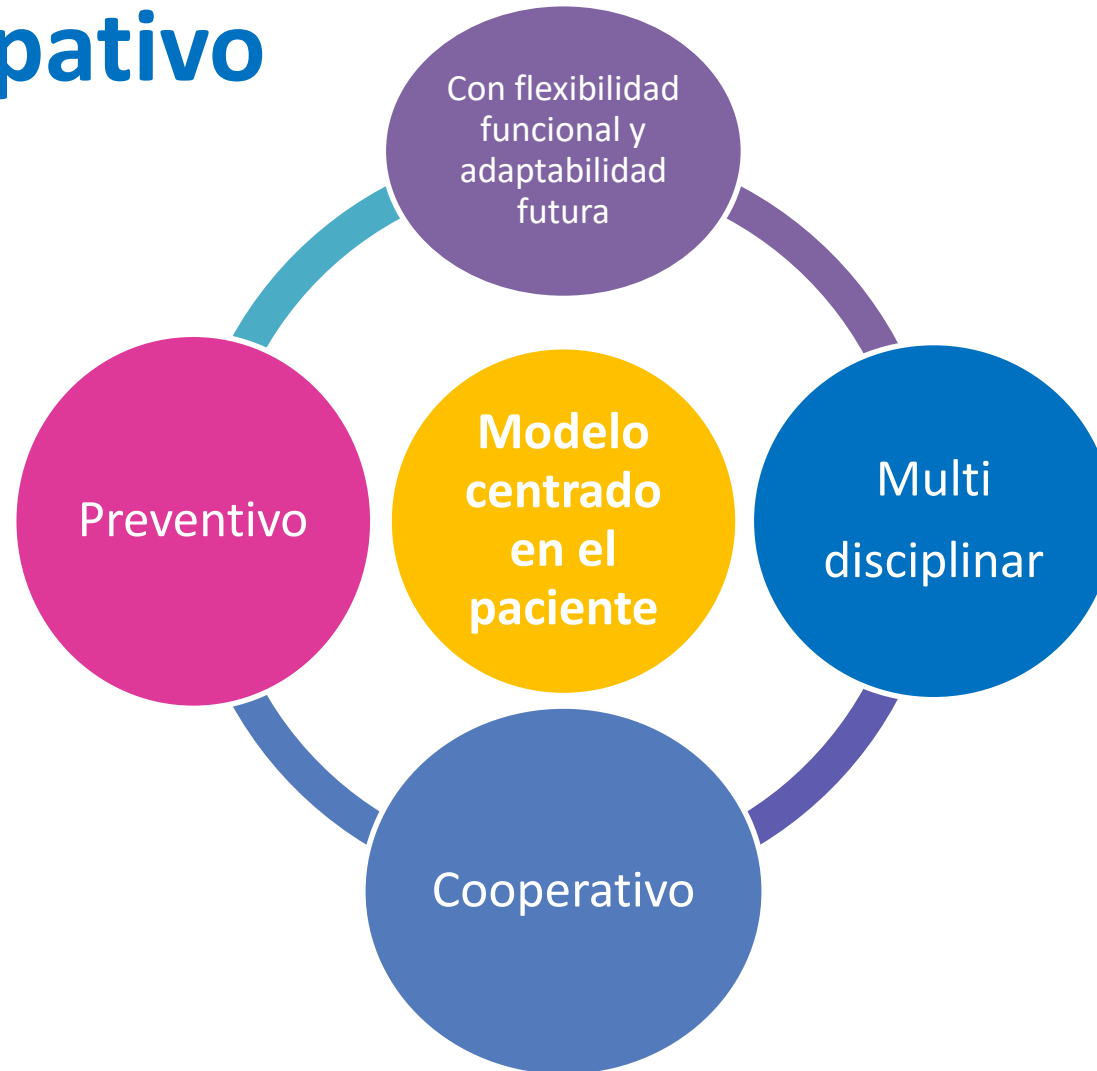 pativo
Con flexibilidad
funcional y
adaptabilidad
futura
Preventivo
Modelo
centrado
en el
paciente
Multi
disciplinar
Cooperativo